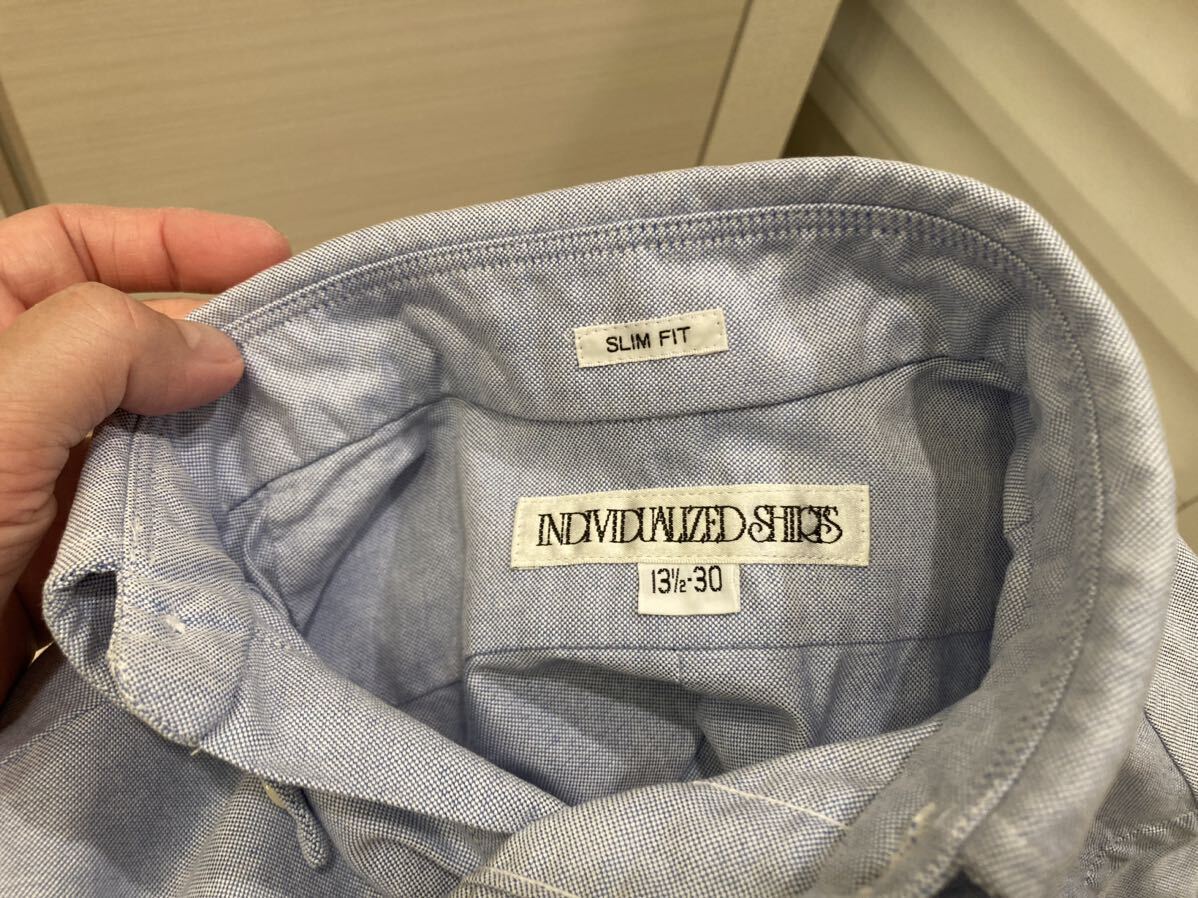 SLIM FIT
INDIVIDUALIZED SHIRTS
13½-30